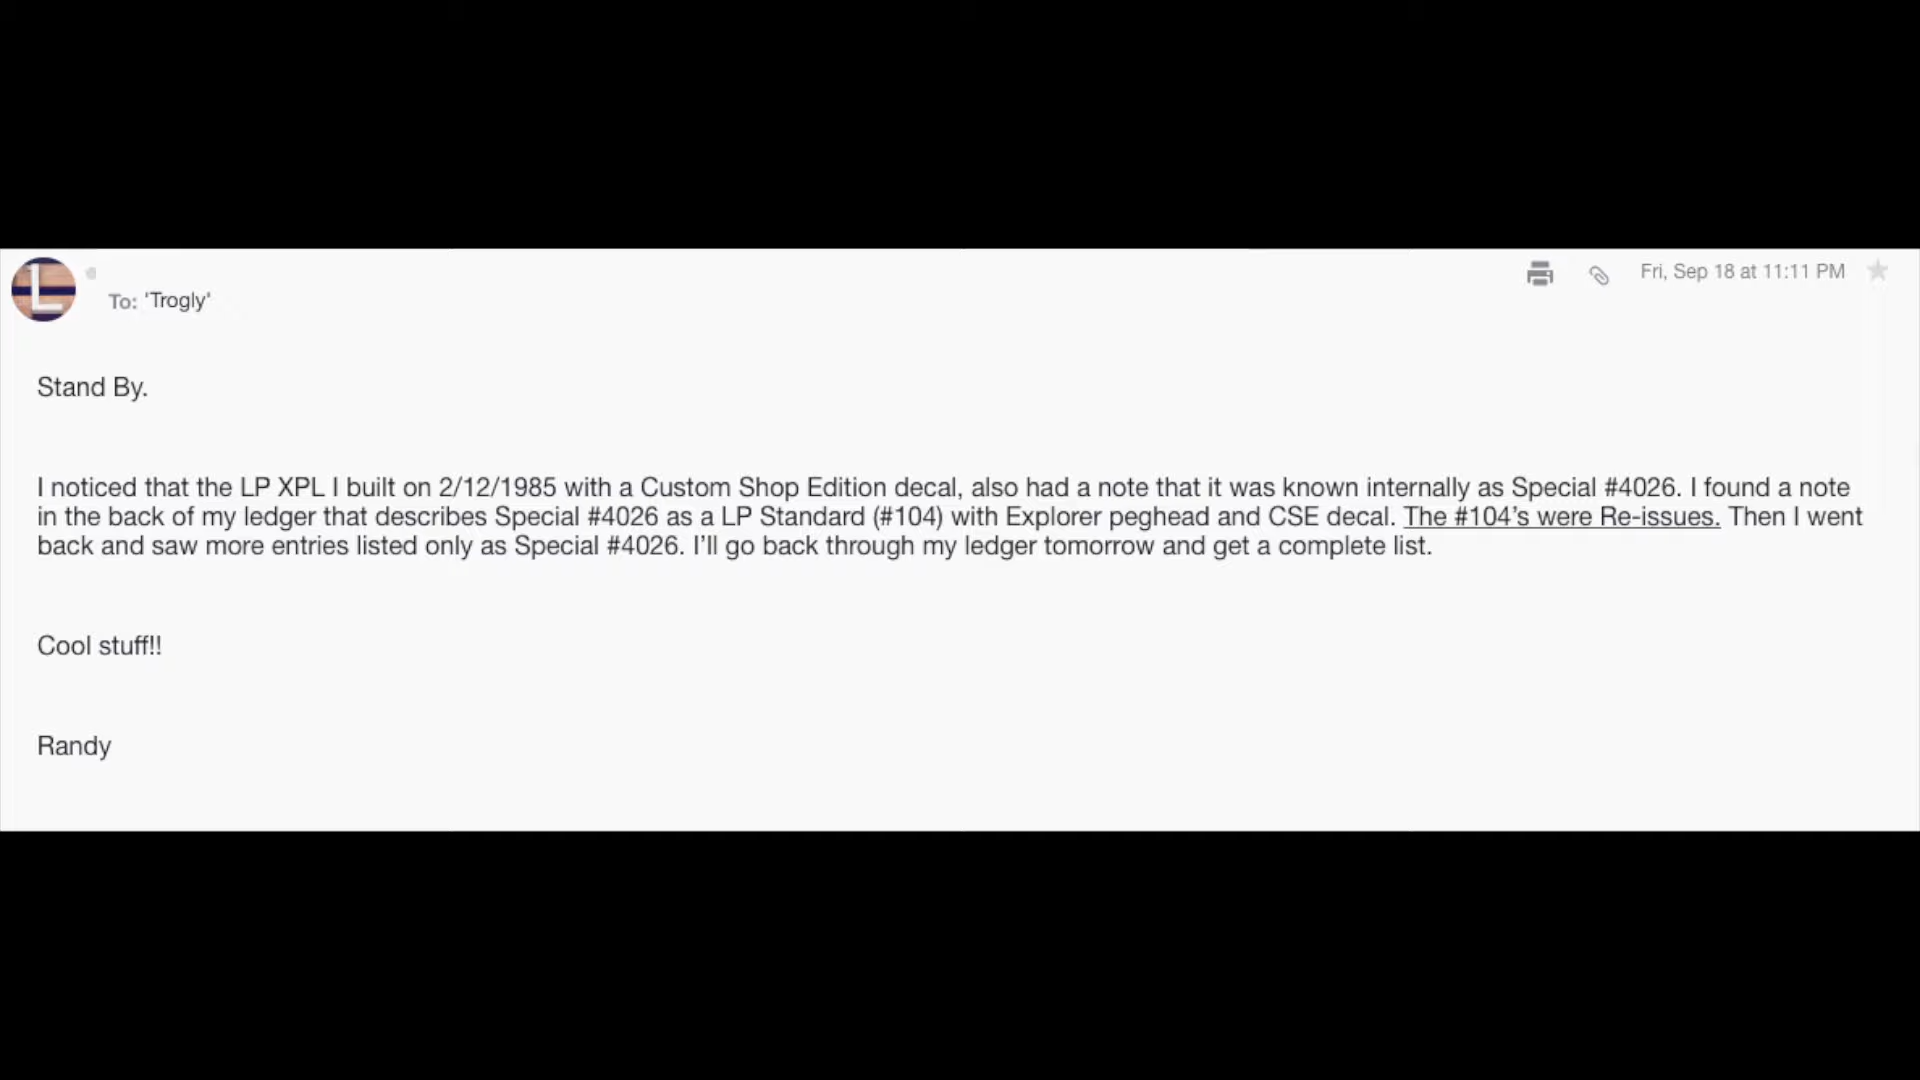 L
Fri, Sep 18 at 11:11 PM
To: 'Trogly'
Stand By.
I noticed that the LP XPL I built on 2/12/1985 with a Custom Shop Edition decal, also had a note that it was known internally as Special #4026. I found a note
in the back of my ledger that describes Special #4026 as a LP Standard (#104) with Explorer peghead and CSE decal. The #104’s were Re-issues. Then I went
back and saw more entries listed only as Special #4026. I’ll go back through my ledger tomorrow and get a complete list.
Cool stuff!!
Randy